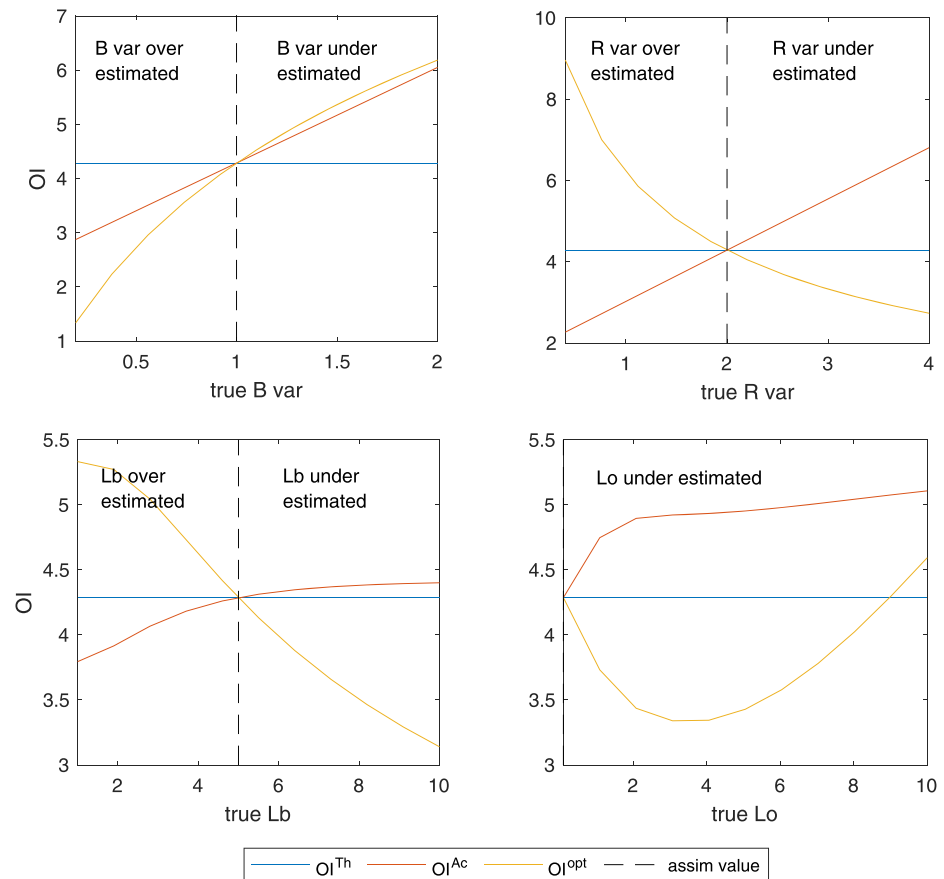 7
6
5
4
3
2
1
OI
B var over
estimated
B var under
estimated
0.5
1
1.5
2
true B var
10
8
6
4
2
R var over
estimated
R var under
estimated
1
2
3
4
true R var
5.5
5
4.5
4
3.5
3
OI
Lb over
estimated
Lb under
estimated
2
4
6
8
10
true Lb
5.5
5
4.5
4
3.5
3
Lo under estimated
2
4
6
8
10
true Lo
OI^Th OI^Ac OI^opt assim value